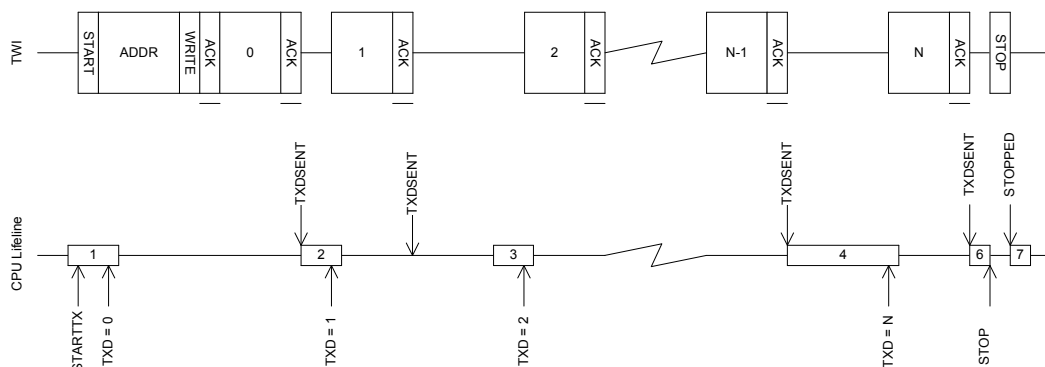 TWI
START
ADDR
WRITE
ACK
0
ACK
1
ACK
2
ACK
N-1
ACK
N
ACK
STOP
CPU Lifeline
TXDSENT
TXDSENT
TXDSENT
TXDSENT
STOPPED
1
2
3
4
6
7
STARTTX
TXD = 0
TXD = 1
TXD = 2
TXD = N
STOP